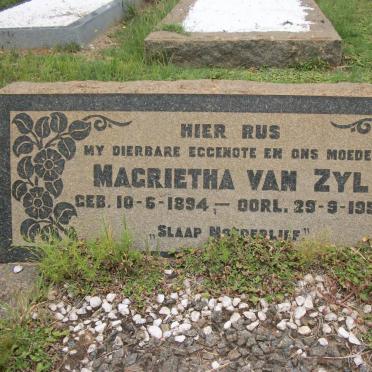 HIER RUS
MY DIERBARE EGGENOTE EN ONS MOEDE
MAGRIETHA VAN ZYL
GEB. 10-6-1894,— OORL. 29-9-195
„SLAAP MOEDERLIEF"